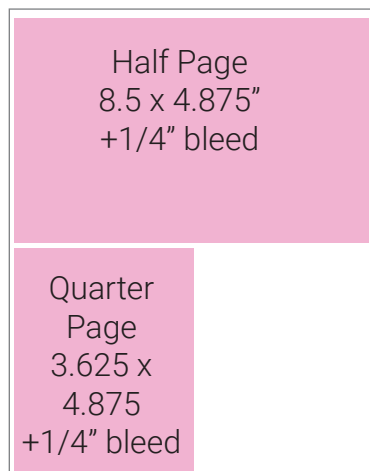 Half Page
8.5 x 4.875”
+1/4” bleed
Quarter
Page
3.625 x
4.875
+1/4” bleed